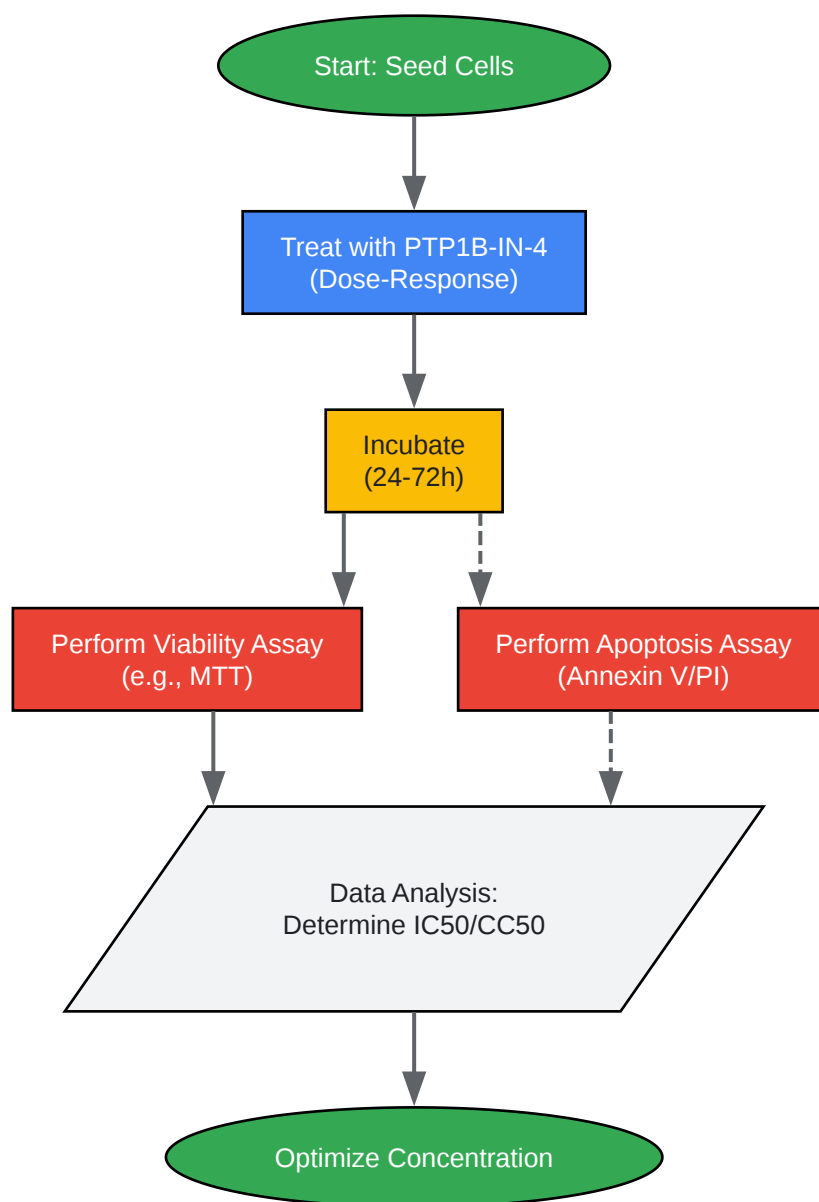 Start: Seed Cells
Treat with PTP1B-IN-4
(Dose-Response)
Incubate
(24-72h)
Perform Viability Assay
(e.g., MTT)
Perform Apoptosis Assay
(Annexin V/PI)
Data Analysis:
Determine IC50/CC50
Optimize Concentration